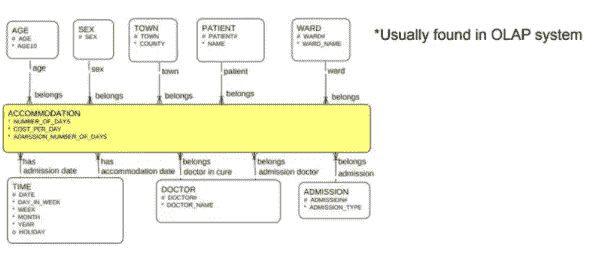 AGE
# AGE
* AGE10
SEX
# SEX
TOWN
# TOWN
* COUNTY
PATIENT
# PATIENT#
* NAME
WARD
# WARD#
* WARD_NAME
*Usually found in OLAP system
age
sex
town
patient
ward
belongs
belongs
belongs
belongs
belongs
ACCOMMODATION
* NUMBER_OF_DAYS
* COST_PER_DAY
* ADMISSION_NUMBER_OF_DAYS
has
admission date
has
accommodation date
belongs
doctor in cure
belongs
admission doctor
belongs
admission
TIME
# DATE
* DAY_IN_WEEK
* WEEK
* MONTH
* YEAR
o HOLIDAY
DOCTOR
# DOCTOR#
* DOCTOR_NAME
ADMISSION
# ADMISSION#
* ADMISSION_TYPE